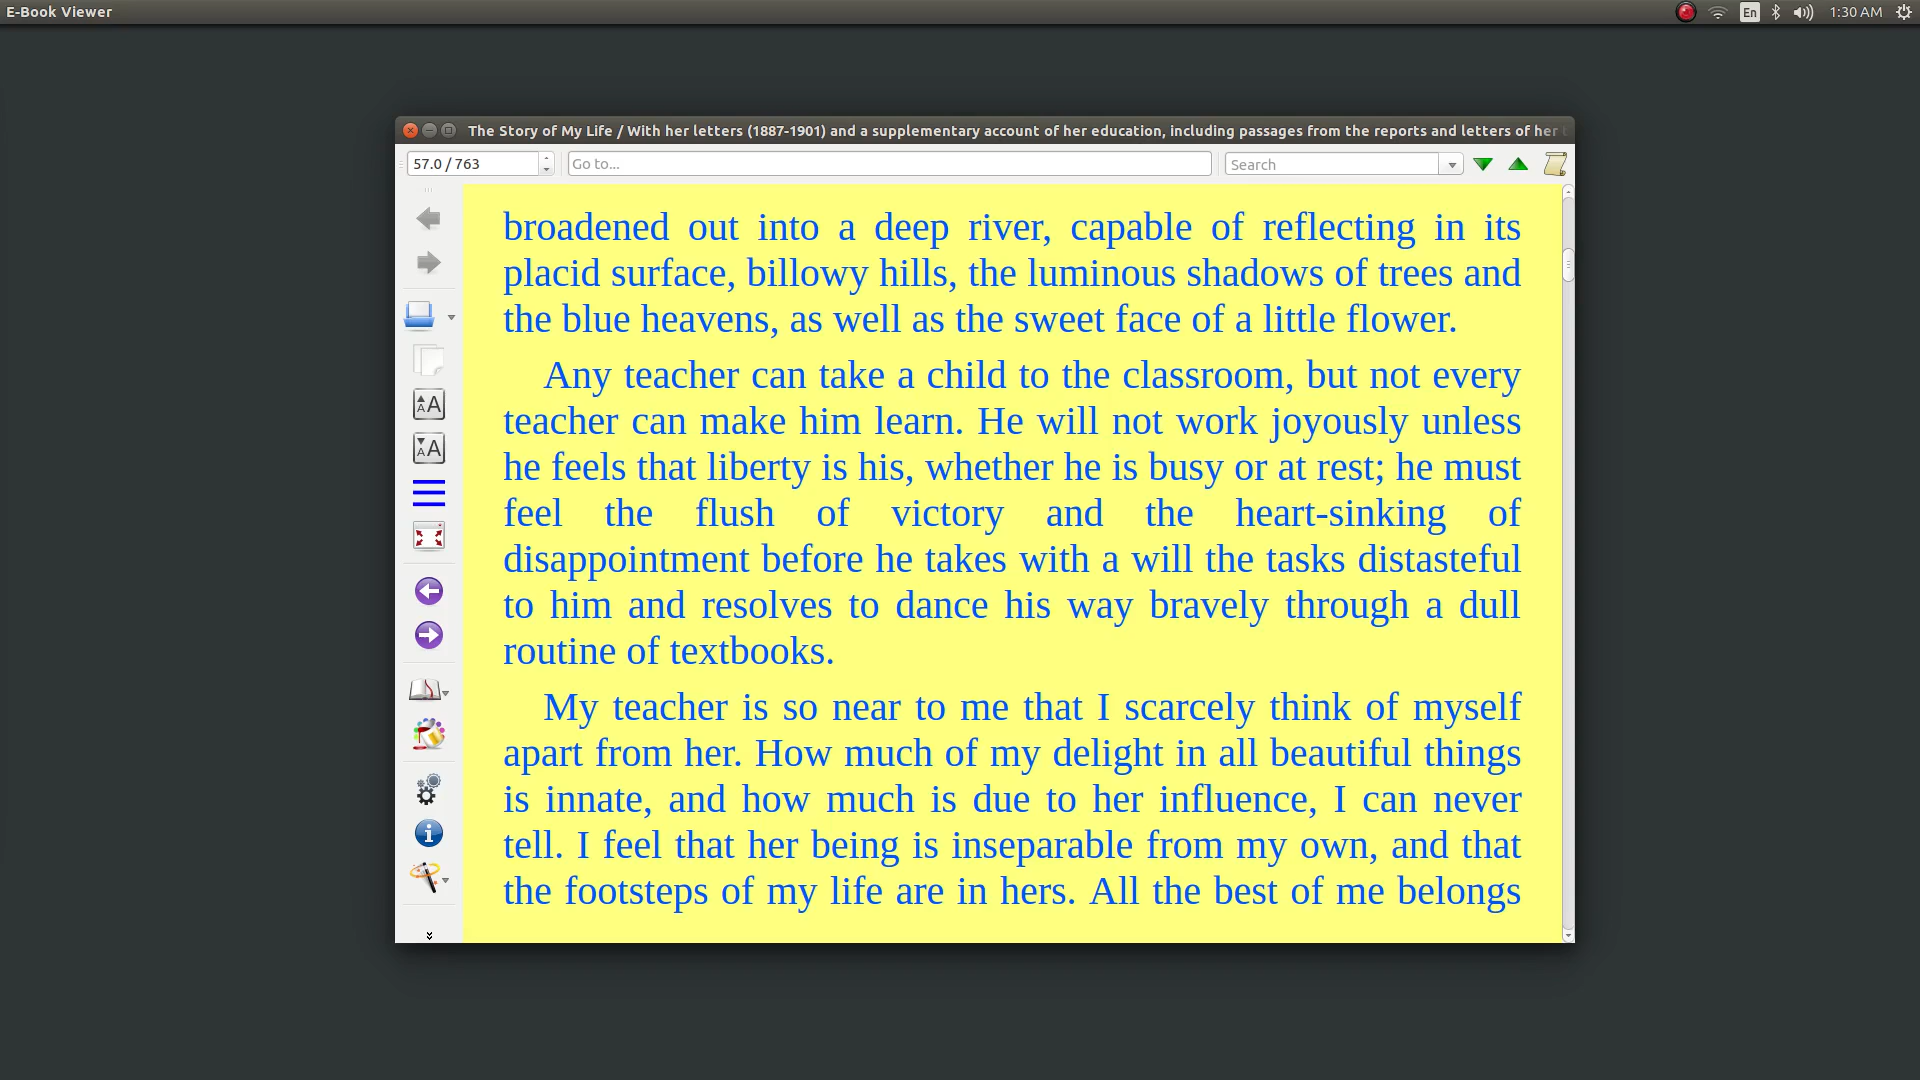 E-Book Viewer
En
1:30 AM
The Story of My Life / With her letters (1887-1901) and a supplementary account of her education, including passages from the reports and letters of her
57.0 / 763
Go to...
Search
broadened out into a deep river, capable of reflecting in its
placid surface, billowy hills, the luminous shadows of trees and
the blue heavens, as well as the sweet face of a little flower.
Any teacher can take a child to the classroom, but not every
teacher can make him learn. He will not work joyously unless
he feels that liberty is his, whether he is busy or at rest; he must
feel the flush of victory and the heart-sinking of
disappointment before he takes with a will the tasks distasteful
to him and resolves to dance his way bravely through a dull
routine of textbooks.
My teacher is so near to me that I scarcely think of myself
apart from her. How much of my delight in all beautiful things
is innate, and how much is due to her influence, I can never
tell. I feel that her being is inseparable from my own, and that
the footsteps of my life are in hers. All the best of me belongs